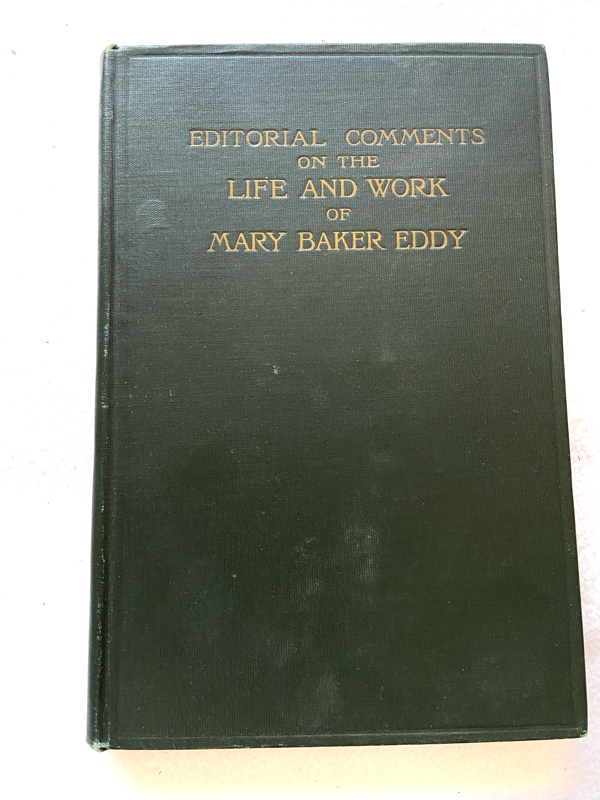 EDITORIAL COMMENTS
ON THE
LIFE AND WORK
OF
MARY BAKER EDDY